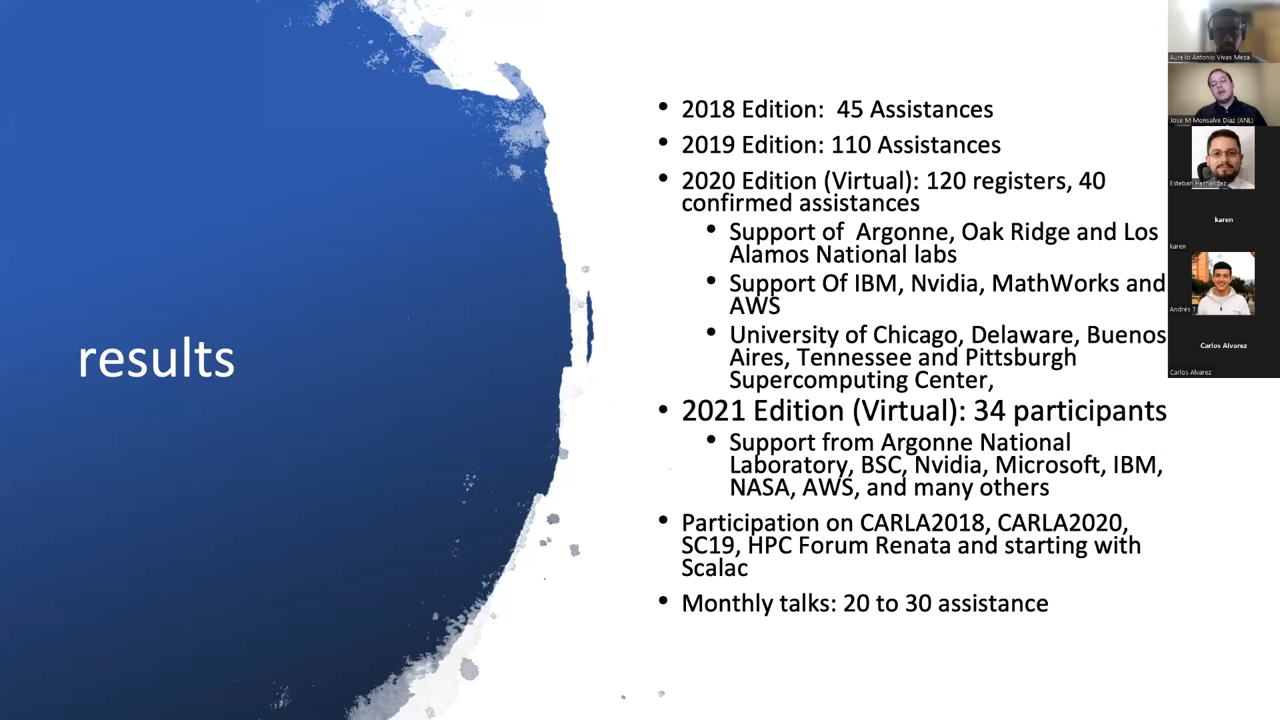 results
• 2018 Edition:  45 Assistances
• 2019 Edition: 110 Assistances
• 2020 Edition (Virtual): 120 registers, 40
confirmed assistances
• Support of  Argonne, Oak Ridge and Los
Alamos National labs
• Support Of IBM, Nvidia, MathWorks and
AWS
• University of Chicago, Delaware, Buenos
Aires, Tennessee and Pittsburgh
Supercomputing Center,
• 2021 Edition (Virtual): 34 participants
• Support from Argonne National
Laboratory, BSC, Nvidia, Microsoft, IBM,
NASA, AWS, and many others
• Participation on CARLA2018, CARLA2020,
SC19, HPC Forum Renata and starting with
Scalac
• Monthly talks: 20 to 30 assistance
Aurelio Antonio Vivas Meza
Jose M Monsalve Diaz (ANL)
Esteban Hernandez
karen
karen
Andrés T
Carlos Alvarez
Carlos Alvarez